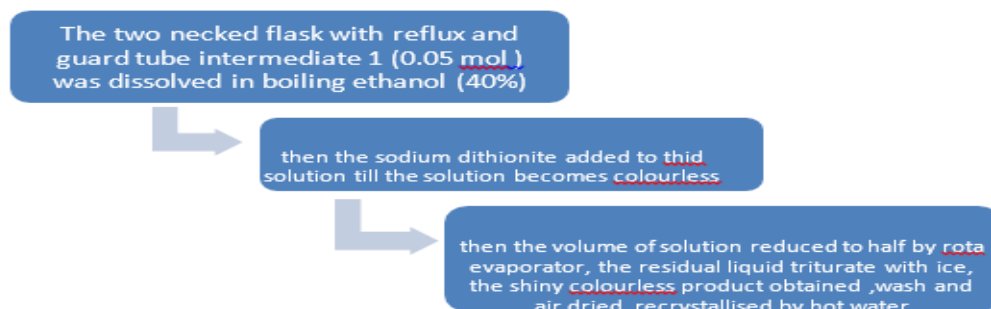 The two necked flask with reflux and
guard tube intermediate 1 (0.05 mol )
was dissolved in boiling ethanol (40%)
then the sodium dithionite added to thid
solution till the solution becomes colourless
then the volume of solution reduced to half by rota
evaporator, the residual liquid triturate with ice,
the shiny colourless product obtained ,wash and
air dried, recrystallised by hot water